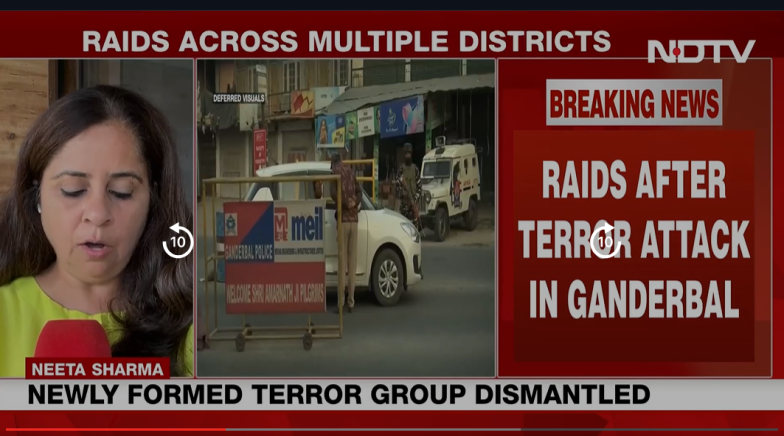 RAIDS ACROSS MULTIPLE DISTRICTS
NDTV
DEFERRED VISUALS
BREAKING NEWS
RAIDS AFTER
TERROR ATTACK
IN GANDERBAL
GANDERBAL POLICE
meil
WELCOME SHRI AMARNATH JI PILGRIMS
10
10
NEETA SHARMA
NEWLY FORMED TERROR GROUP DISMANTLED